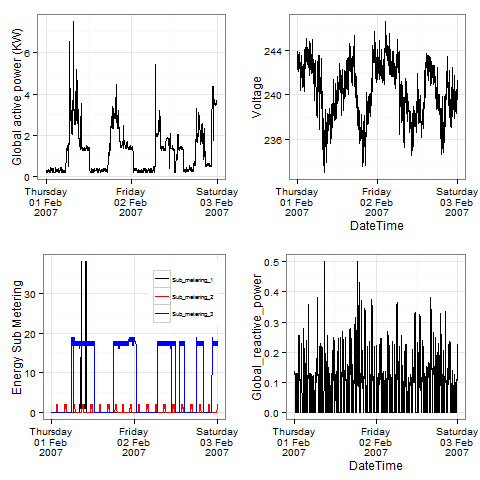 Global active power (KW)
6
4
2
0
Thursday
01 Feb
2007
Friday
02 Feb
2007
Saturday
03 Feb
2007
Voltage
244
240
236
Thursday
01 Feb
2007
Friday
02 Feb
2007
Saturday
03 Feb
2007
DateTime
Energy Sub Metering
30
20
10
0
Sub_metering_1
Sub_metering_2
Sub_metering_3
Thursday
01 Feb
2007
Friday
02 Feb
2007
Saturday
03 Feb
2007
Global_reactive_power
0.5
0.4
0.3
0.2
0.1
0.0
Thursday
01 Feb
2007
Friday
02 Feb
2007
Saturday
03 Feb
2007
DateTime